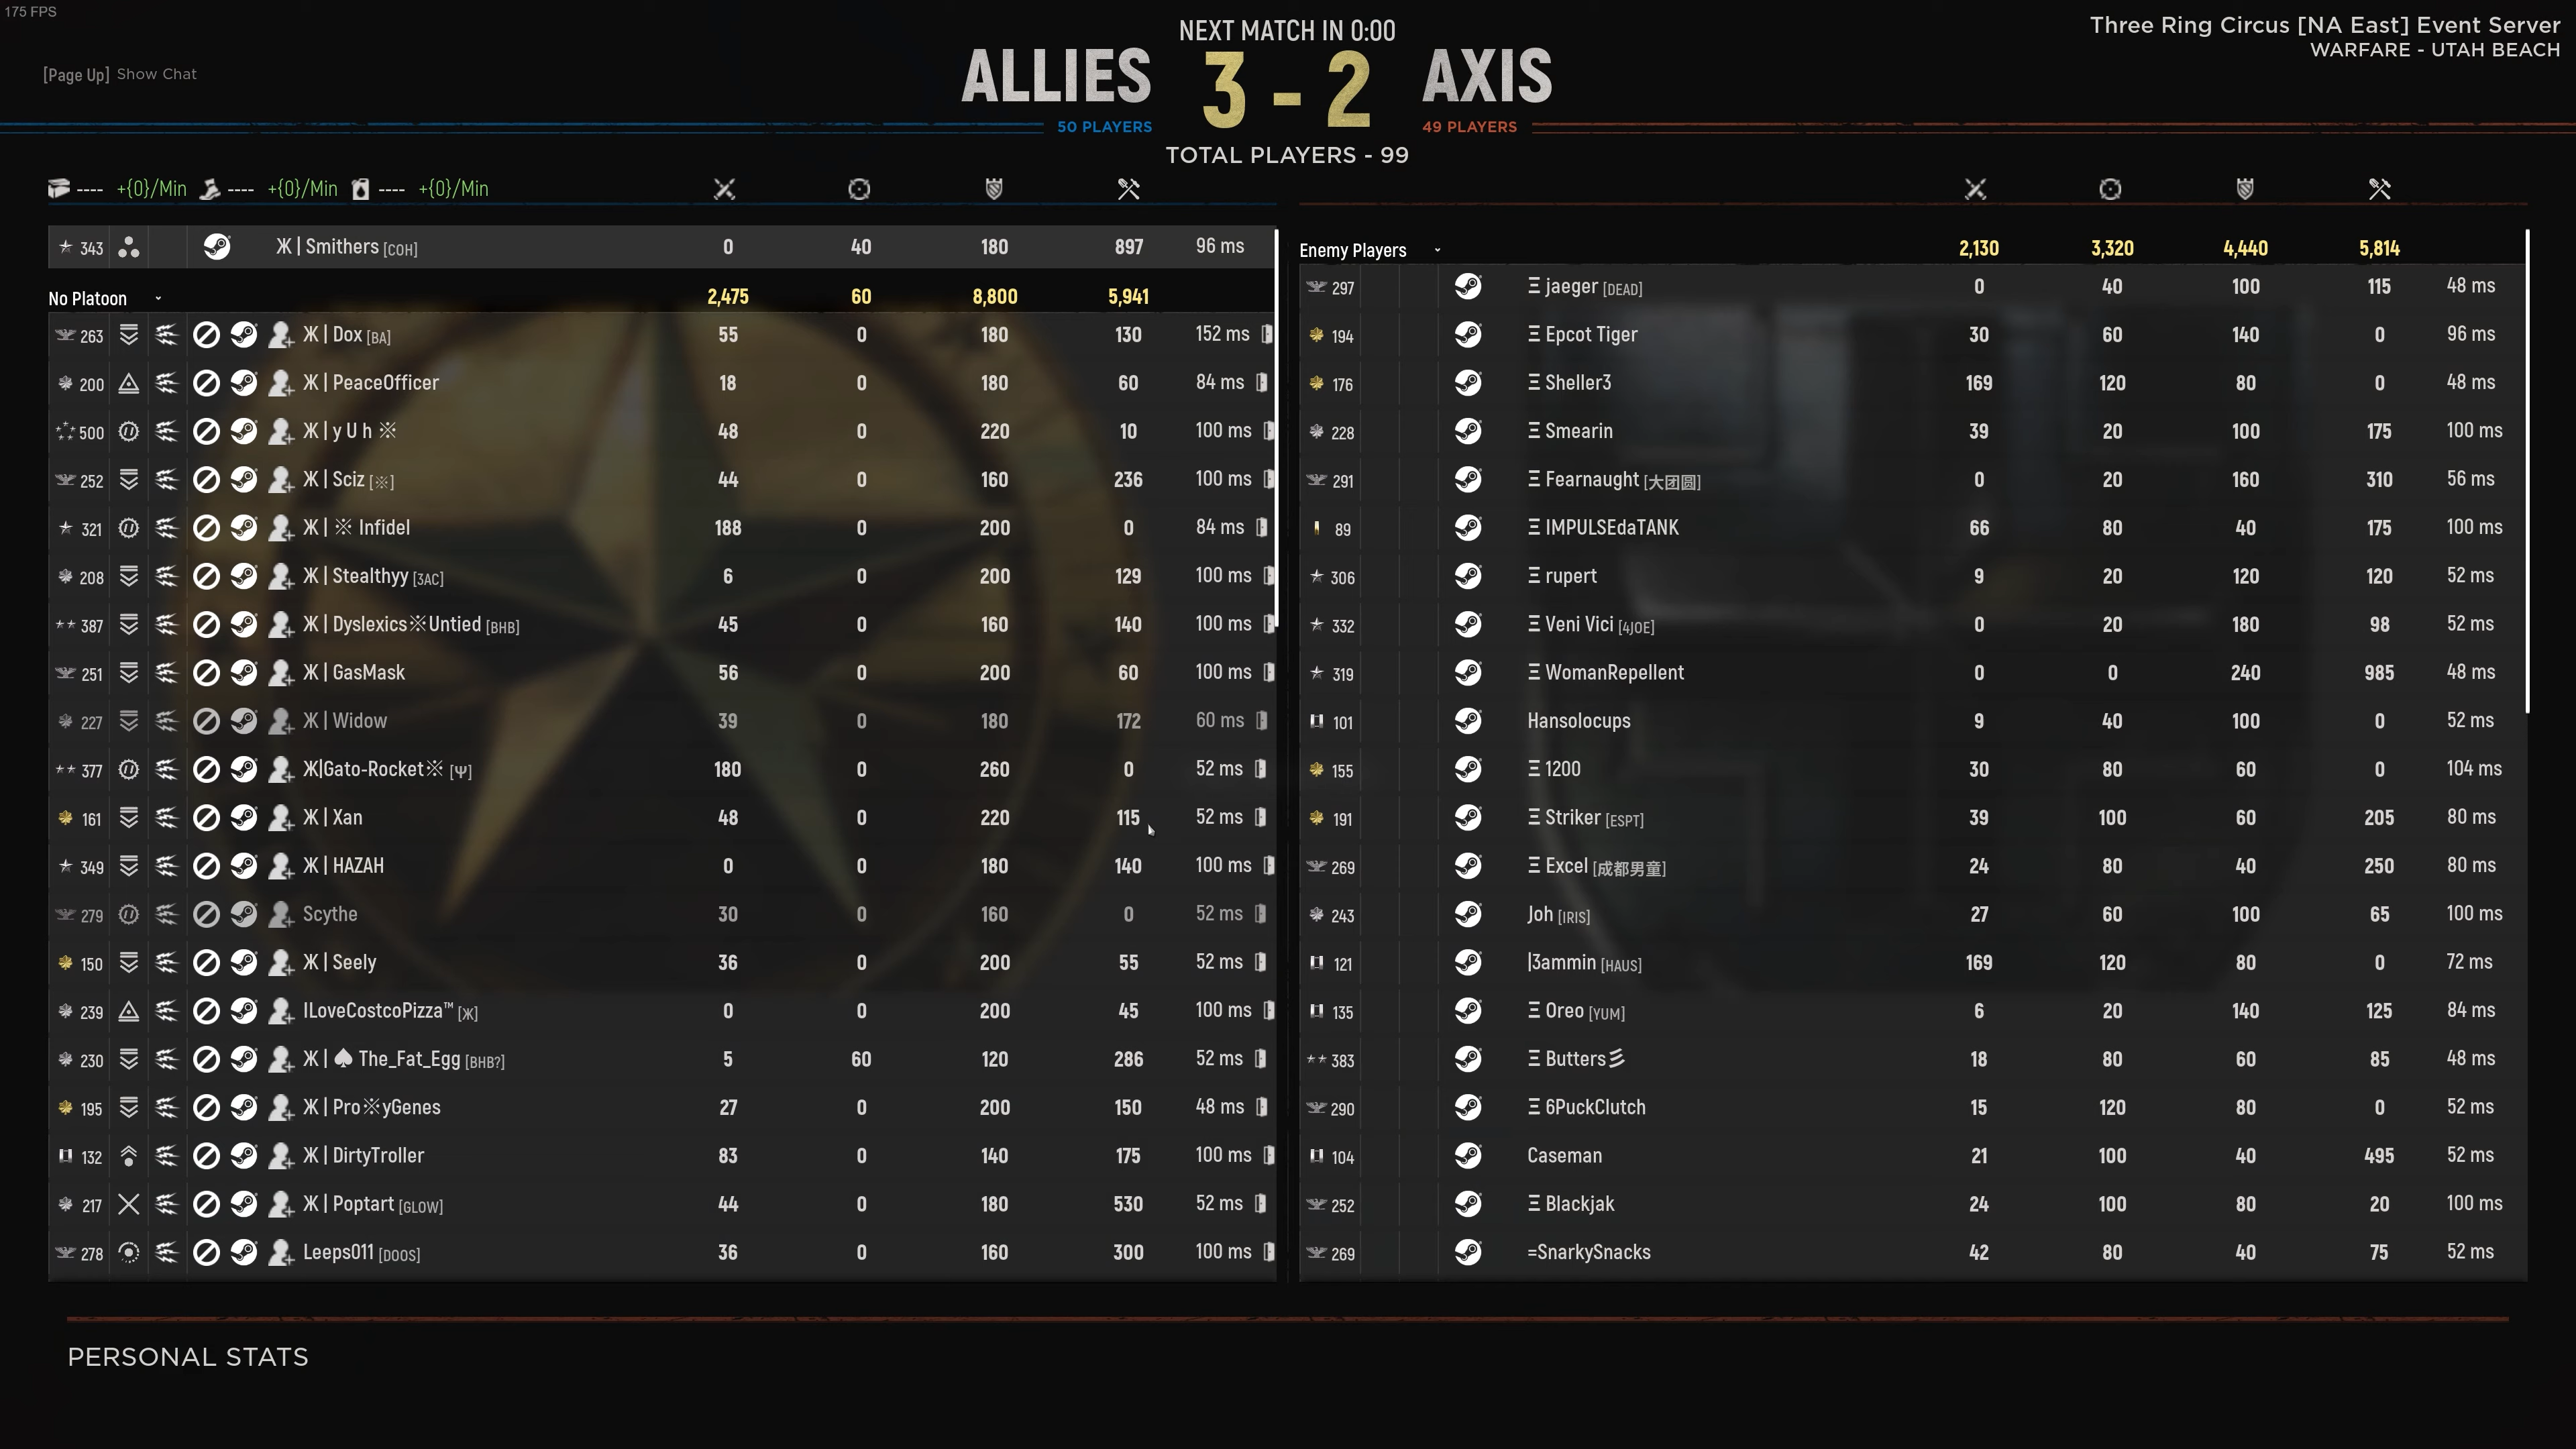 175 FPS
[Page Up] Show Chat
NEXT MATCH IN 0:00
ALLIES 3 - 2 AXIS
50 PLAYERS 49 PLAYERS
TOTAL PLAYERS - 99
Three Ring Circus [NA East] Event Server
WARFARE - UTAH BEACH
---- +{0}/Min ---- +{0}/Min ---- +{0}/Min
343 Ж | Smithers [COH] 0 40 180 897 96 ms
No Platoon 2,475 60 8,800 5,941
263 Ж | Dox [BA] 55 0 180 130 152 ms
200 Ж | PeaceOfficer 18 0 180 60 84 ms
500 Ж | y U h ※ 48 0 220 10 100 ms
252 Ж | Sciz [※] 44 0 160 236 100 ms
321 Ж | ※ Infidel 188 0 200 0 84 ms
208 Ж | Stealthyy [3AC] 6 0 200 129 100 ms
387 Ж | Dyslexics※Untied [BHB] 45 0 160 140 100 ms
251 Ж | GasMask 56 0 200 60 100 ms
227 Ж | Widow 39 0 180 172 60 ms
377 Ж|Gato-Rocket※ [Ψ] 180 0 260 0 52 ms
161 Ж | Xan 48 0 220 115 52 ms
349 Ж | HAZAH 0 0 180 140 100 ms
279 Scythe 30 0 160 0 52 ms
150 Ж | Seely 36 0 200 55 52 ms
239 ILoveCostcoPizza™ [Ж] 0 0 200 45 100 ms
230 Ж | ♠ The_Fat_Egg [BHB?] 5 60 120 286 52 ms
195 Ж | Pro※yGenes 27 0 200 150 48 ms
132 Ж | DirtyTroller 83 0 140 175 100 ms
217 Ж | Poptart [GLOW] 44 0 180 530 52 ms
278 Leeps011 [DOOS] 36 0 160 300 100 ms
Enemy Players 2,130 3,320 4,440 5,814
297 Ξ jaeger [DEAD] 0 40 100 115 48 ms
194 Ξ Epcot Tiger 30 60 140 0 96 ms
176 Ξ Sheller3 169 120 80 0 48 ms
228 Ξ Smearin 39 20 100 175 100 ms
291 Ξ Fearnaught [大团圆] 0 20 160 310 56 ms
89 Ξ IMPULSEdaTANK 66 80 40 175 100 ms
306 Ξ rupert 9 20 120 120 52 ms
332 Ξ Veni Vici [4JOE] 0 20 180 98 52 ms
319 Ξ WomanRepellent 0 0 240 985 48 ms
101 Hansolocups 9 40 100 0 52 ms
155 Ξ 1200 30 80 60 0 104 ms
191 Ξ Striker [ESPT] 39 100 60 205 80 ms
269 Ξ Excel [成都男童] 24 80 40 250 80 ms
243 Joh [IRIS] 27 60 100 65 100 ms
121 |3ammin [HAUS] 169 120 80 0 72 ms
135 Ξ Oreo [YUM] 6 20 140 125 84 ms
383 Ξ Butters彡 18 80 60 85 48 ms
290 Ξ 6PuckClutch 15 120 80 0 52 ms
104 Caseman 21 100 40 495 52 ms
252 Ξ Blackjak 24 100 80 20 100 ms
269 =SnarkySnacks 42 80 40 75 52 ms
PERSONAL STATS